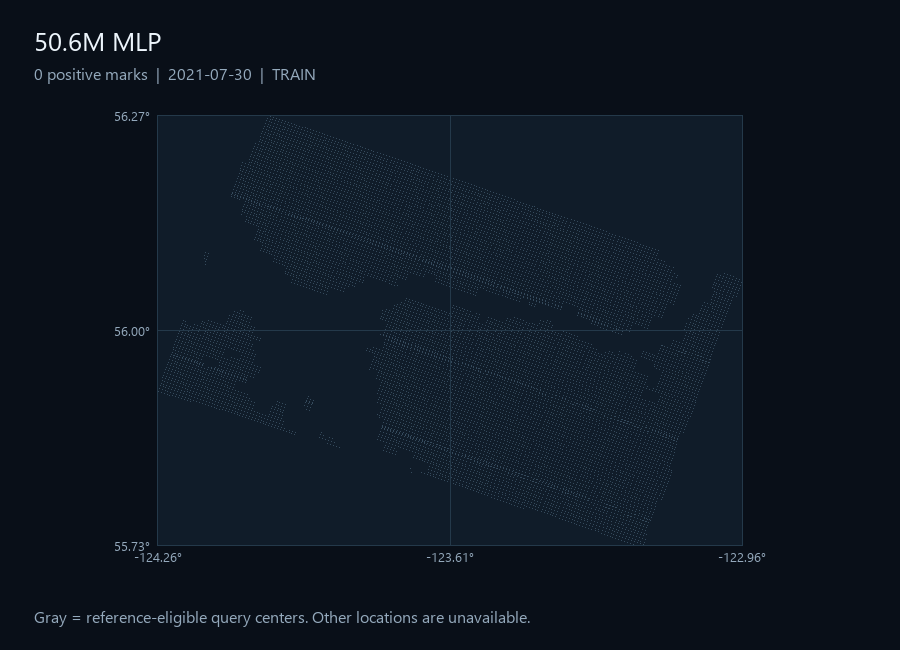 50.6M MLP
0 positive marks | 2021-07-30 | TRAIN
56.27°
56.00°
55.73°
-124.26°
-123.61°
-122.96°
Gray = reference-eligible query centers. Other locations are unavailable.